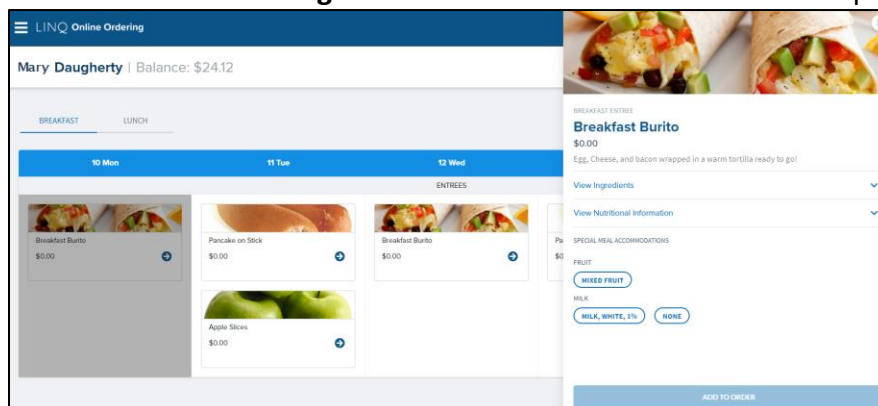 LINQ Online Ordering
Mary Daugherty | Balance: $24.12
BREAKFAST LUNCH
10 Mon 11 Tue 12 Wed
ENTREES
Breakfast Burito
$0.00
Pancake on Stick
$0.00
Breakfast Burito
$0.00
Apple Slices
$0.00
BREAKFAST ENTREE
Breakfast Burito
$0.00
Egg, Cheese, and bacon wrapped in a warm tortilla ready to go!
View Ingredients
View Nutritional Information
SPECIAL MEAL ACCOMMODATIONS
FRUIT
MIXED FRUIT
MILK
MILK, WHITE, 1% NONE
ADD TO ORDER